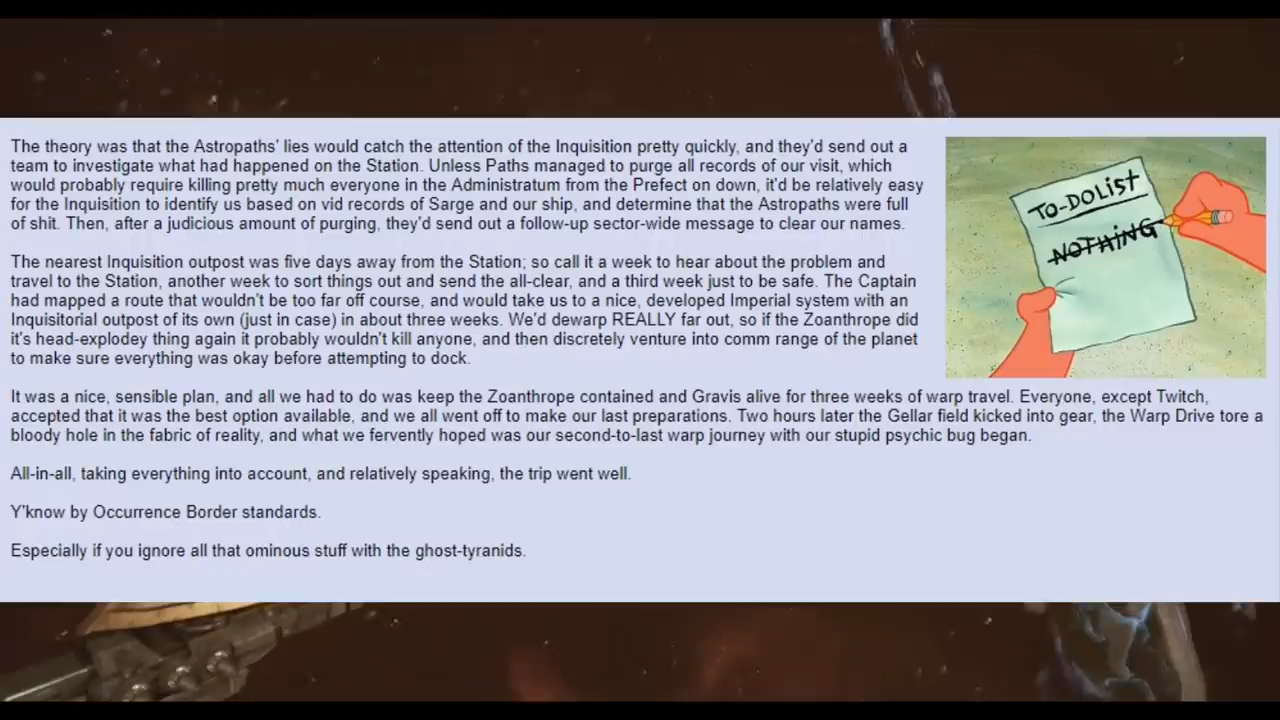 The theory was that the Astropaths' lies would catch the attention of the Inquisition pretty quickly, and they'd send out a
team to investigate what had happened on the Station. Unless Paths managed to purge all records of our visit, which
would probably require killing pretty much everyone in the Administratum from the Prefect on down, it'd be relatively easy
for the Inquisition to identify us based on vid records of Sarge and our ship, and determine that the Astropaths were full
of shit. Then, after a judicious amount of purging, they'd send out a follow-up sector-wide message to clear our names.
The nearest Inquisition outpost was five days away from the Station; so call it a week to hear about the problem and
travel to the Station, another week to sort things out and send the all-clear, and a third week just to be safe. The Captain
had mapped a route that wouldn't be too far off course, and would take us to a nice, developed Imperial system with an
Inquisitorial outpost of its own (just in case) in about three weeks. We'd dewarp REALLY far out, so if the Zoanthrope did
it's head-explodey thing again it probably wouldn't kill anyone, and then discretely venture into comm range of the planet
to make sure everything was okay before attempting to dock.
It was a nice, sensible plan, and all we had to do was keep the Zoanthrope contained and Gravis alive for three weeks of warp travel. Everyone, except Twitch,
accepted that it was the best option available, and we all went off to make our last preparations. Two hours later the Gellar field kicked into gear, the Warp Drive tore a
bloody hole in the fabric of reality, and what we fervently hoped was our second-to-last warp journey with our stupid psychic bug began.
All-in-all, taking everything into account, and relatively speaking, the trip went well.
Y'know by Occurrence Border standards.
Especially if you ignore all that ominous stuff with the ghost-tyranids.
TO-DO LiST
NOTHiNG